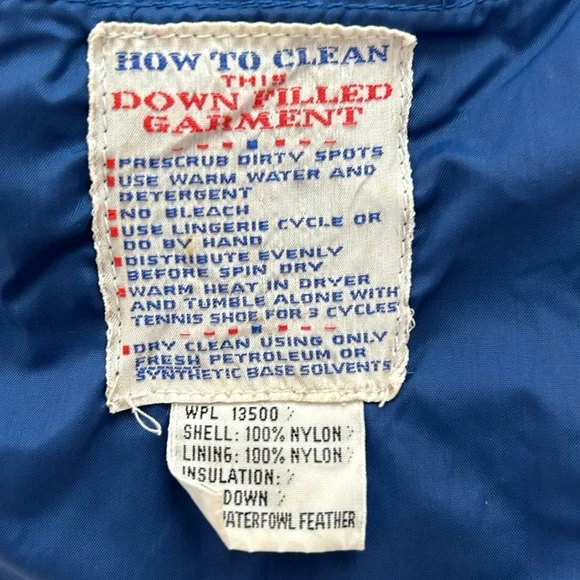 HOW TO CLEAN
THIS
DOWN FILLED
GARMENT
PRESCRUB DIRTY SPOTS
USE WARM WATER AND
DETERGENT
NO BLEACH
USE LINGERIE CYCLE OR
DO BY HAND
DISTRIBUTE EVENLY
BEFORE SPIN DRY
WARM HEAT IN DRYER
AND TUMBLE ALONE WITH
TENNIS SHOE FOR 3 CYCLES
DRY CLEAN USING ONLY
FRESH PETROLEUM OR
SYNTHETIC BASE SOLVENTS
WPL 13500
SHELL: 100% NYLON
LINING: 100% NYLON
INSULATION:
DOWN
WATERFOWL FEATHER